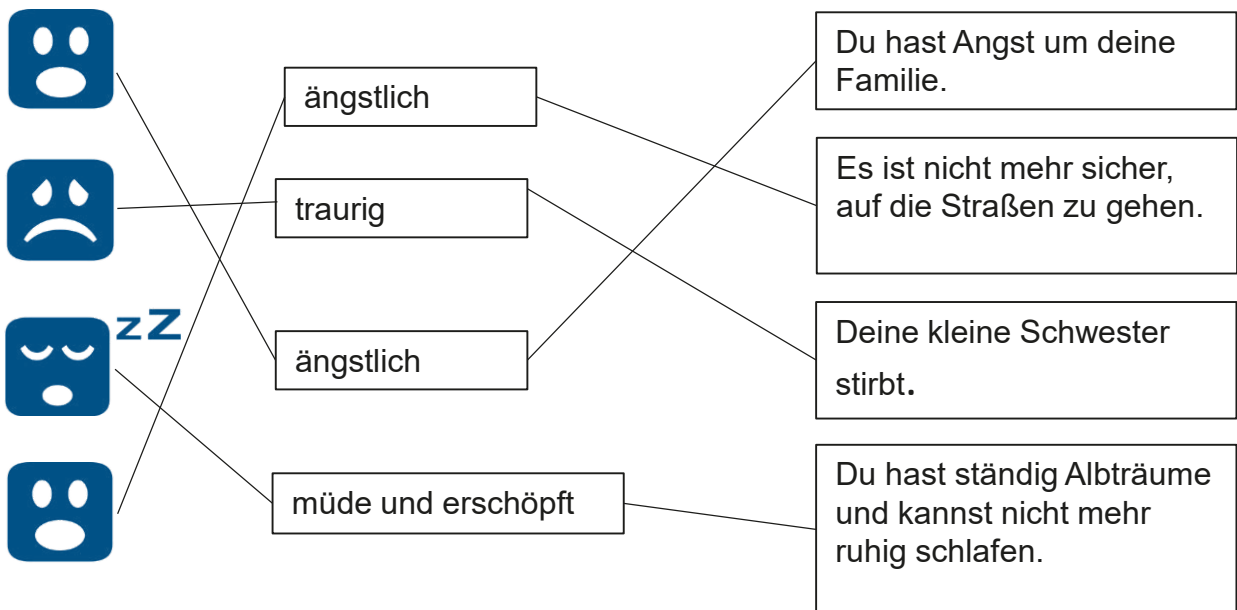 ängstlich
traurig
zZ
ängstlich
müde und erschöpft
Du hast Angst um deine
Familie.
Es ist nicht mehr sicher,
auf die Straßen zu gehen.
Deine kleine Schwester
stirbt.
Du hast ständig Albträume
und kannst nicht mehr
ruhig schlafen.